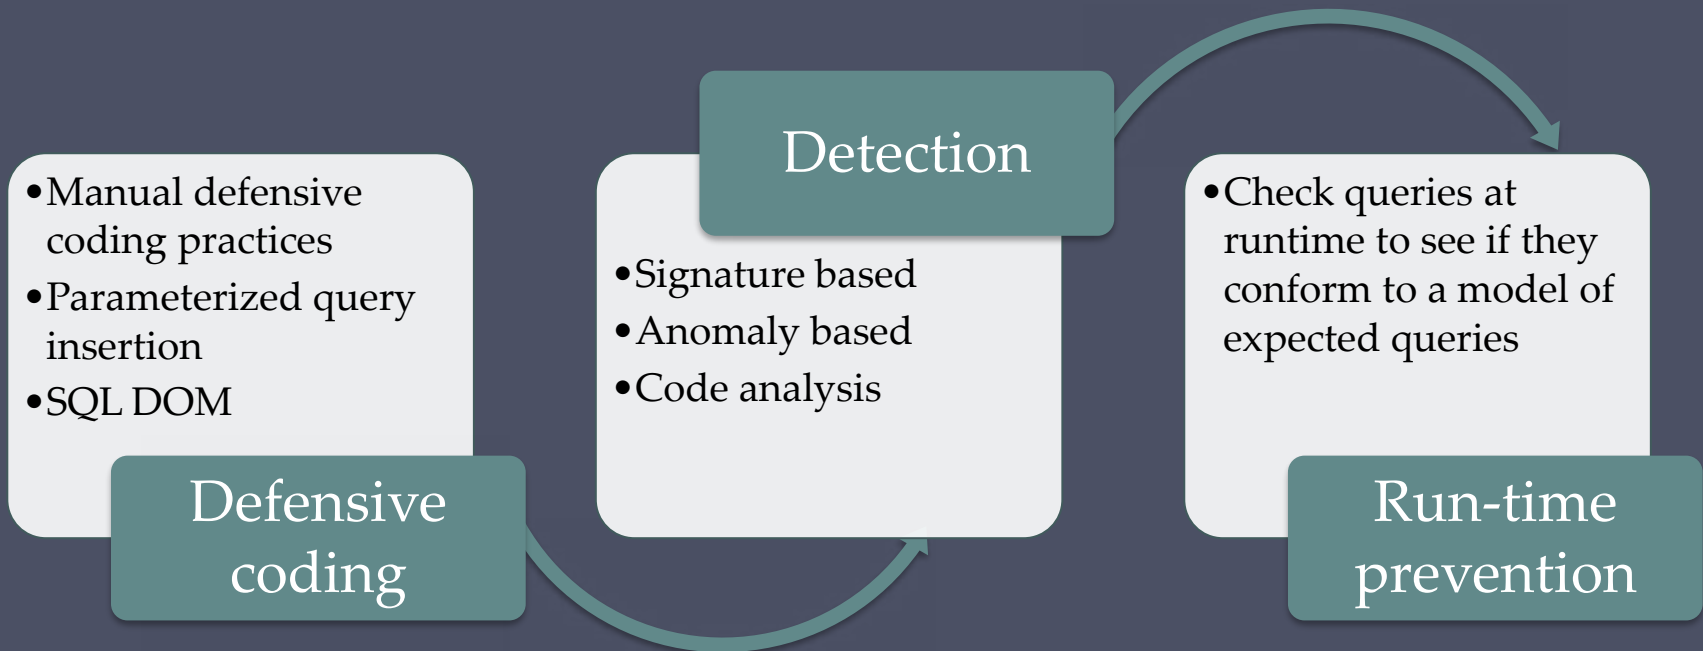 •Manual defensive
coding practices
•Parameterized query
insertion
•SQL DOM
Defensive
coding
Detection
•Signature based
•Anomaly based
•Code analysis
•Check queries at
runtime to see if they
conform to a model of
expected queries
Run-time
prevention